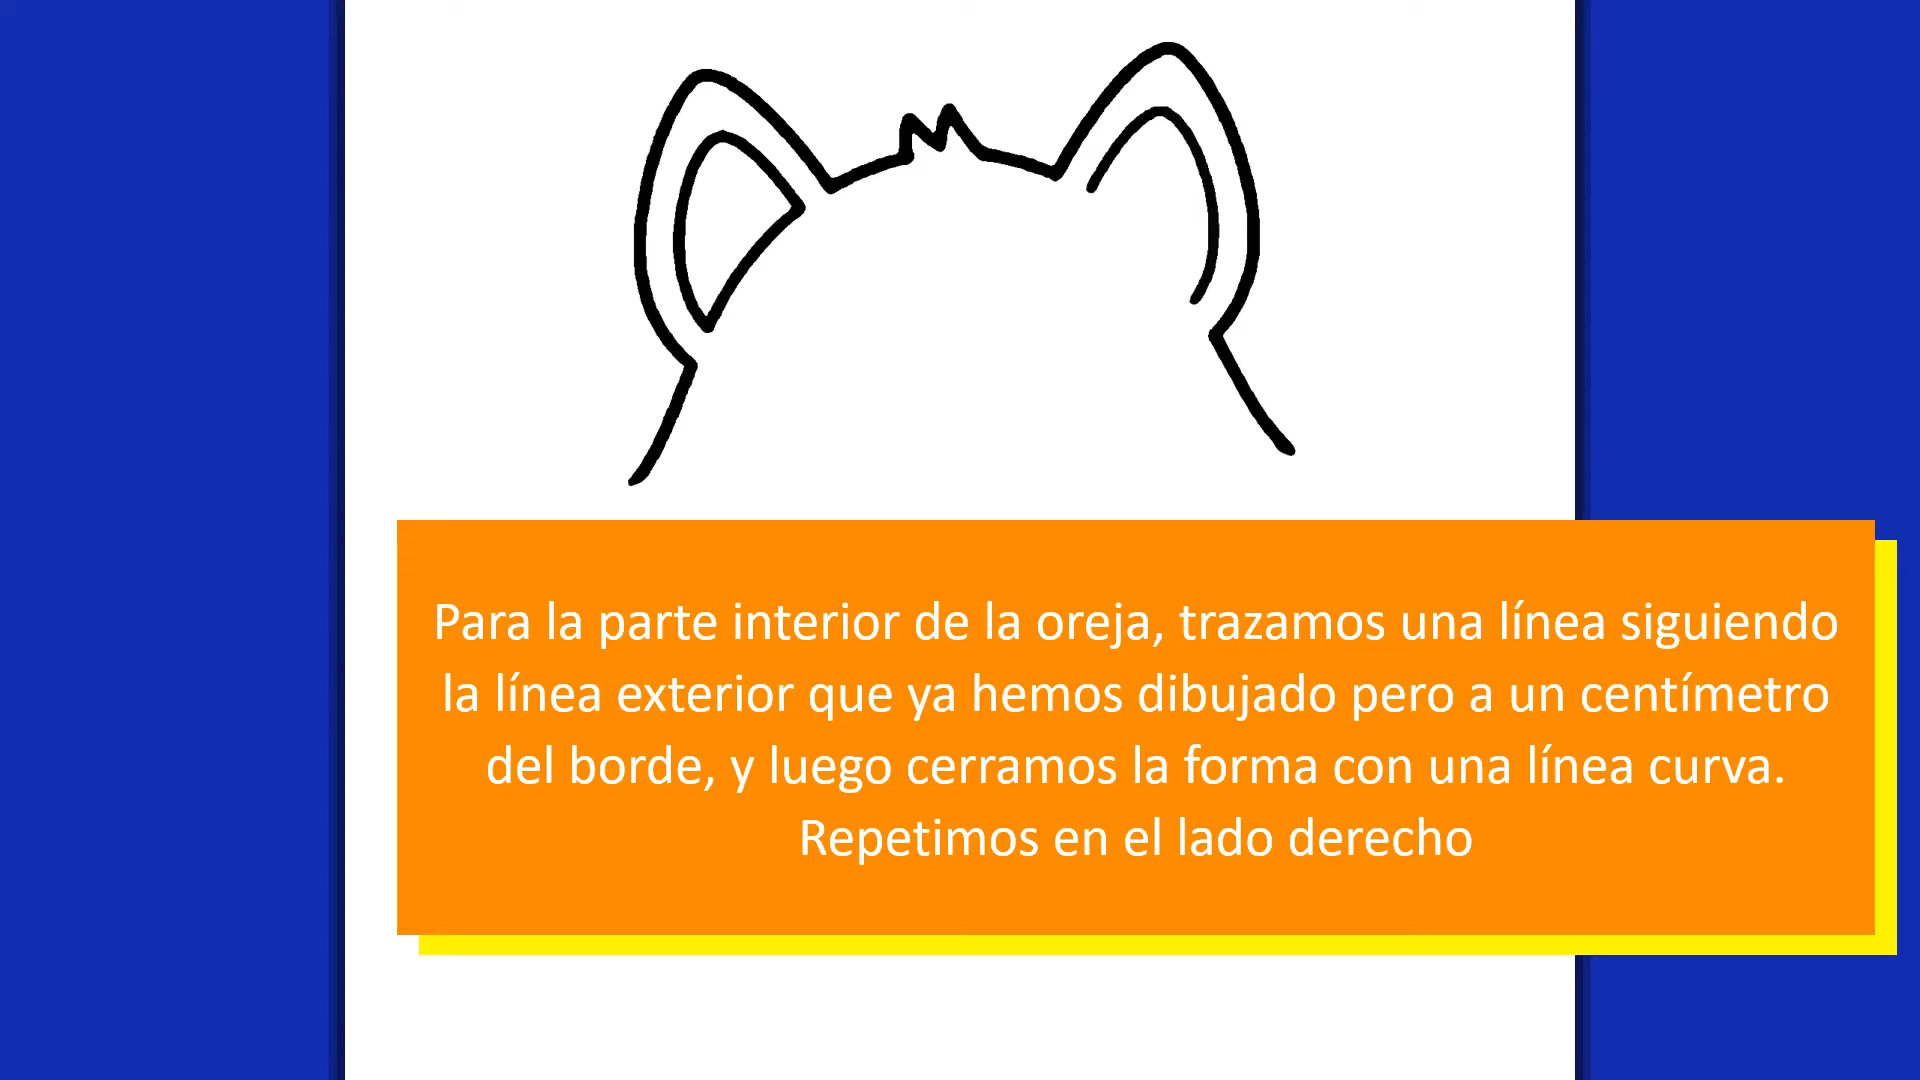 Para la parte interior de la oreja, trazamos una línea siguiendo
la línea exterior que ya hemos dibujado pero a un centímetro
del borde, y luego cerramos la forma con una línea curva.
Repetimos en el lado derecho